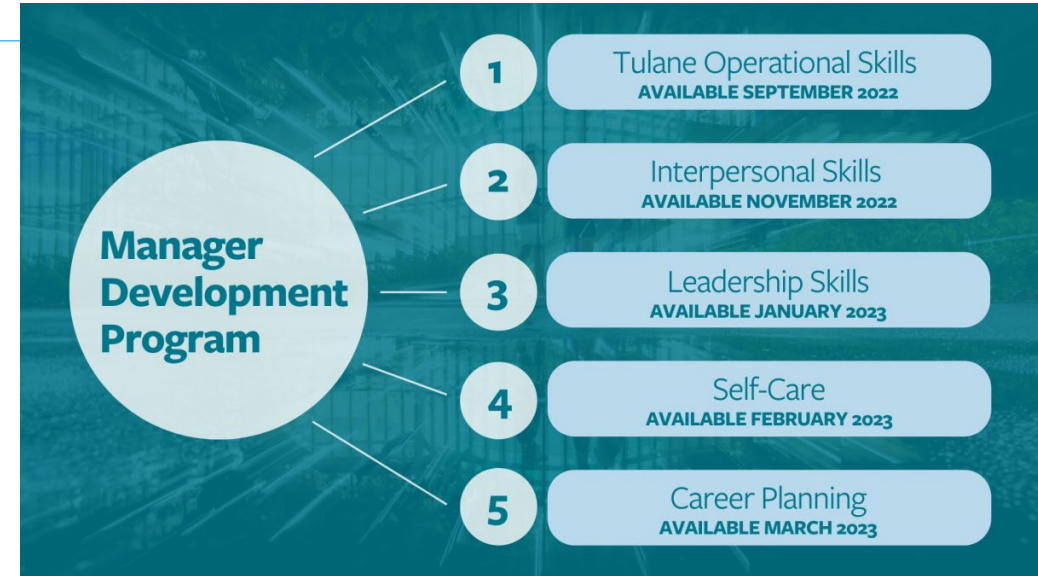 Manager
Development
Program
1
Tulane Operational Skills
AVAILABLE SEPTEMBER 2022
2
Interpersonal Skills
AVAILABLE NOVEMBER 2022
3
Leadership Skills
AVAILABLE JANUARY 2023
4
Self-Care
AVAILABLE FEBRUARY 2023
5
Career Planning
AVAILABLE MARCH 2023